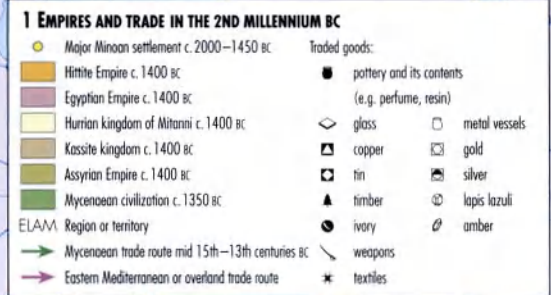 1 EMPIRES AND TRADE IN THE 2ND MILLENNIUM BC
Major Minoan settlement c. 2000–1450 BC
Hittite Empire c. 1400 BC
Egyptian Empire c. 1400 BC
Hurrian kingdom of Mitanni c. 1400 BC
Kassite kingdom c. 1400 BC
Assyrian Empire c. 1400 BC
Mycenaean civilization c. 1350 BC
ELAM Region or territory
Mycenaean trade route mid 15th–13th centuries BC
Eastern Mediterranean or overland trade route
Traded goods:
pottery and its contents
(e.g. perfume, resin)
glass
copper
tin
timber
ivory
weapons
textiles
metal vessels
gold
silver
lapis lazuli
amber